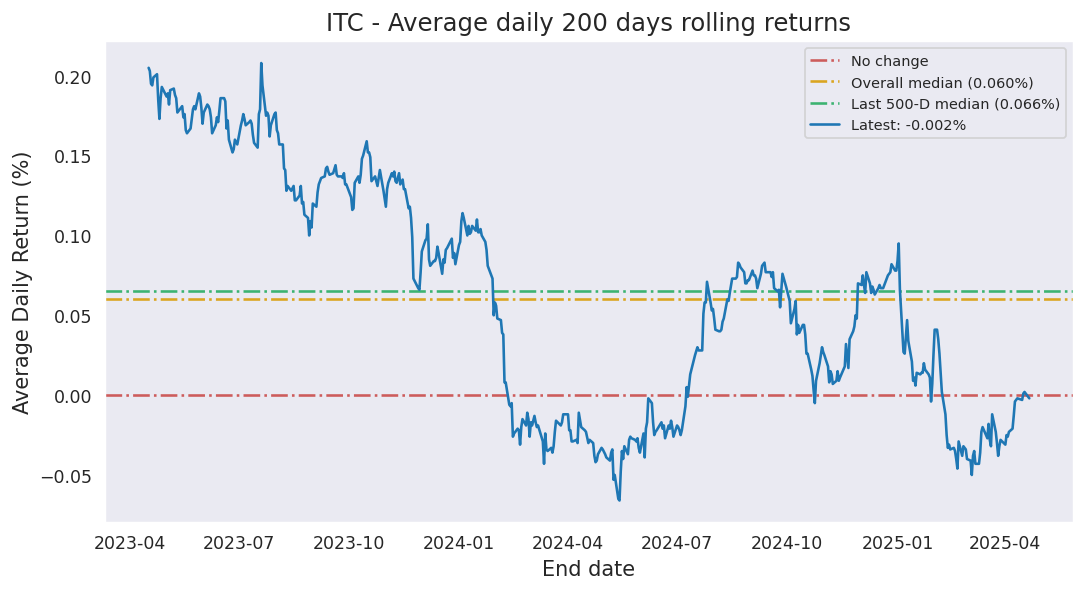 ITC - Average daily 200 days rolling returns
No change
Overall median (0.060%)
Last 500-D median (0.066%)
Latest: -0.002%
Average Daily Return (%)
0.20
0.15
0.10
0.05
0.00
−0.05
2023-04 2023-07 2023-10 2024-01 2024-04 2024-07 2024-10 2025-01 2025-04
End date